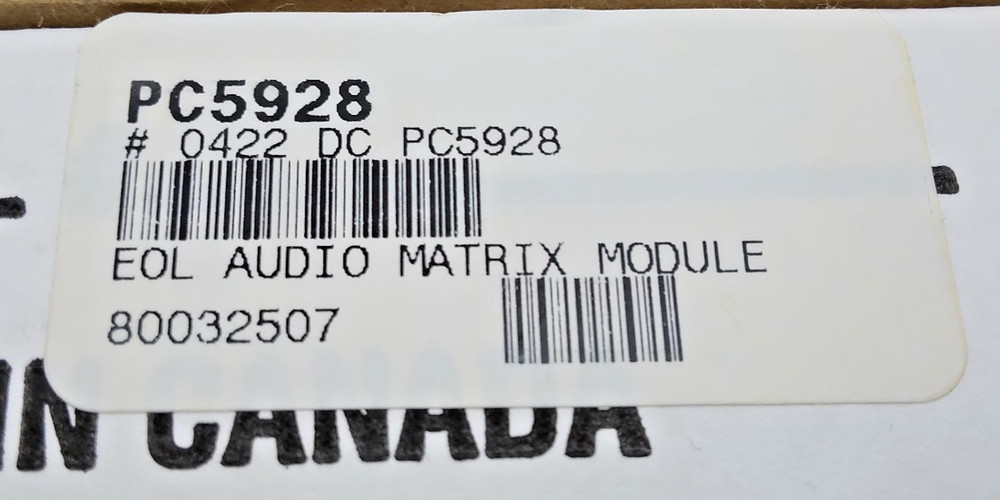 PC5928
# 0422 DC PC5928
EOL AUDIO MATRIX MODULE
80032507
IN CANADA